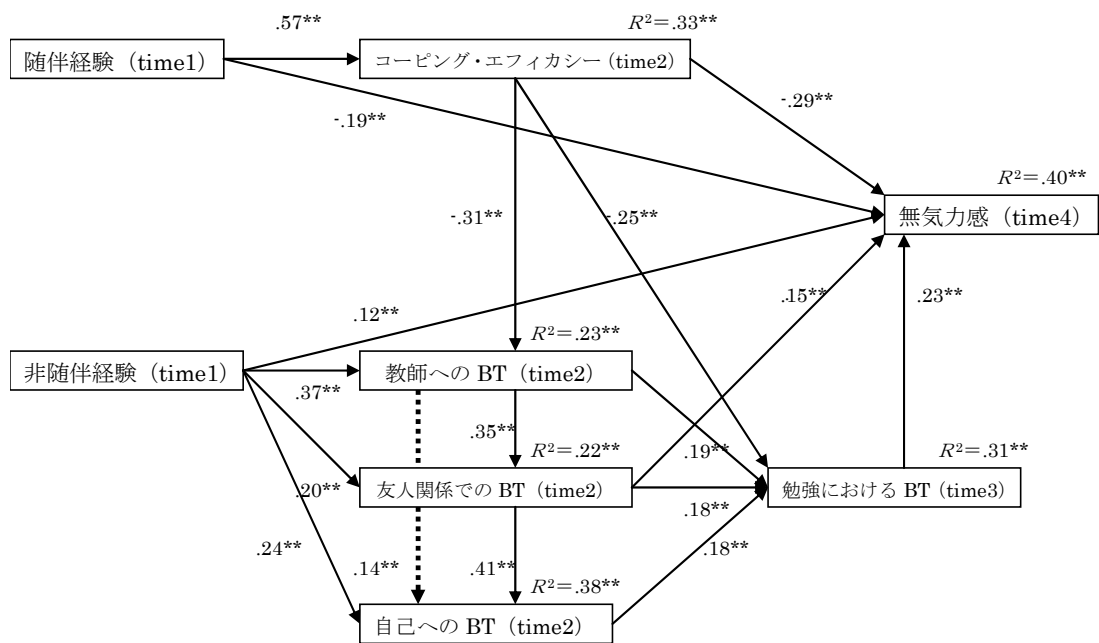 .57**
R²=.33**
随伴経験（time1）
コーピング・エフィカシー（time2）
-.29**
-.19**
R²=.40**
無気力感（time4）
-.31**
-.25**
.15**
.23**
.12**
R²=.23**
非随伴経験（time1）
教師への BT（time2）
.37**
.35**
R²=.22**
.19**
R²=.31**
.20**
友人関係での BT（time2）
勉強における BT（time3）
.18**
.24**
.14**
.41**
R²=.38**
.18**
自己への BT（time2）